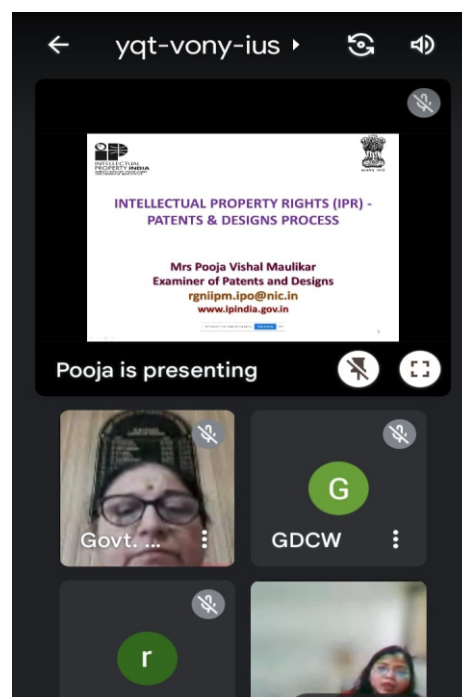 yqt-vony-ius
INTELLECTUAL
PROPERTY INDIA
INTELLECTUAL PROPERTY RIGHTS (IPR) -
PATENTS & DESIGNS PROCESS
Mrs Pooja Vishal Maulikar
Examiner of Patents and Designs
rgniipm.ipo@nic.in
www.ipindia.gov.in
Pooja is presenting
Govt. ...
G
GDCW
r